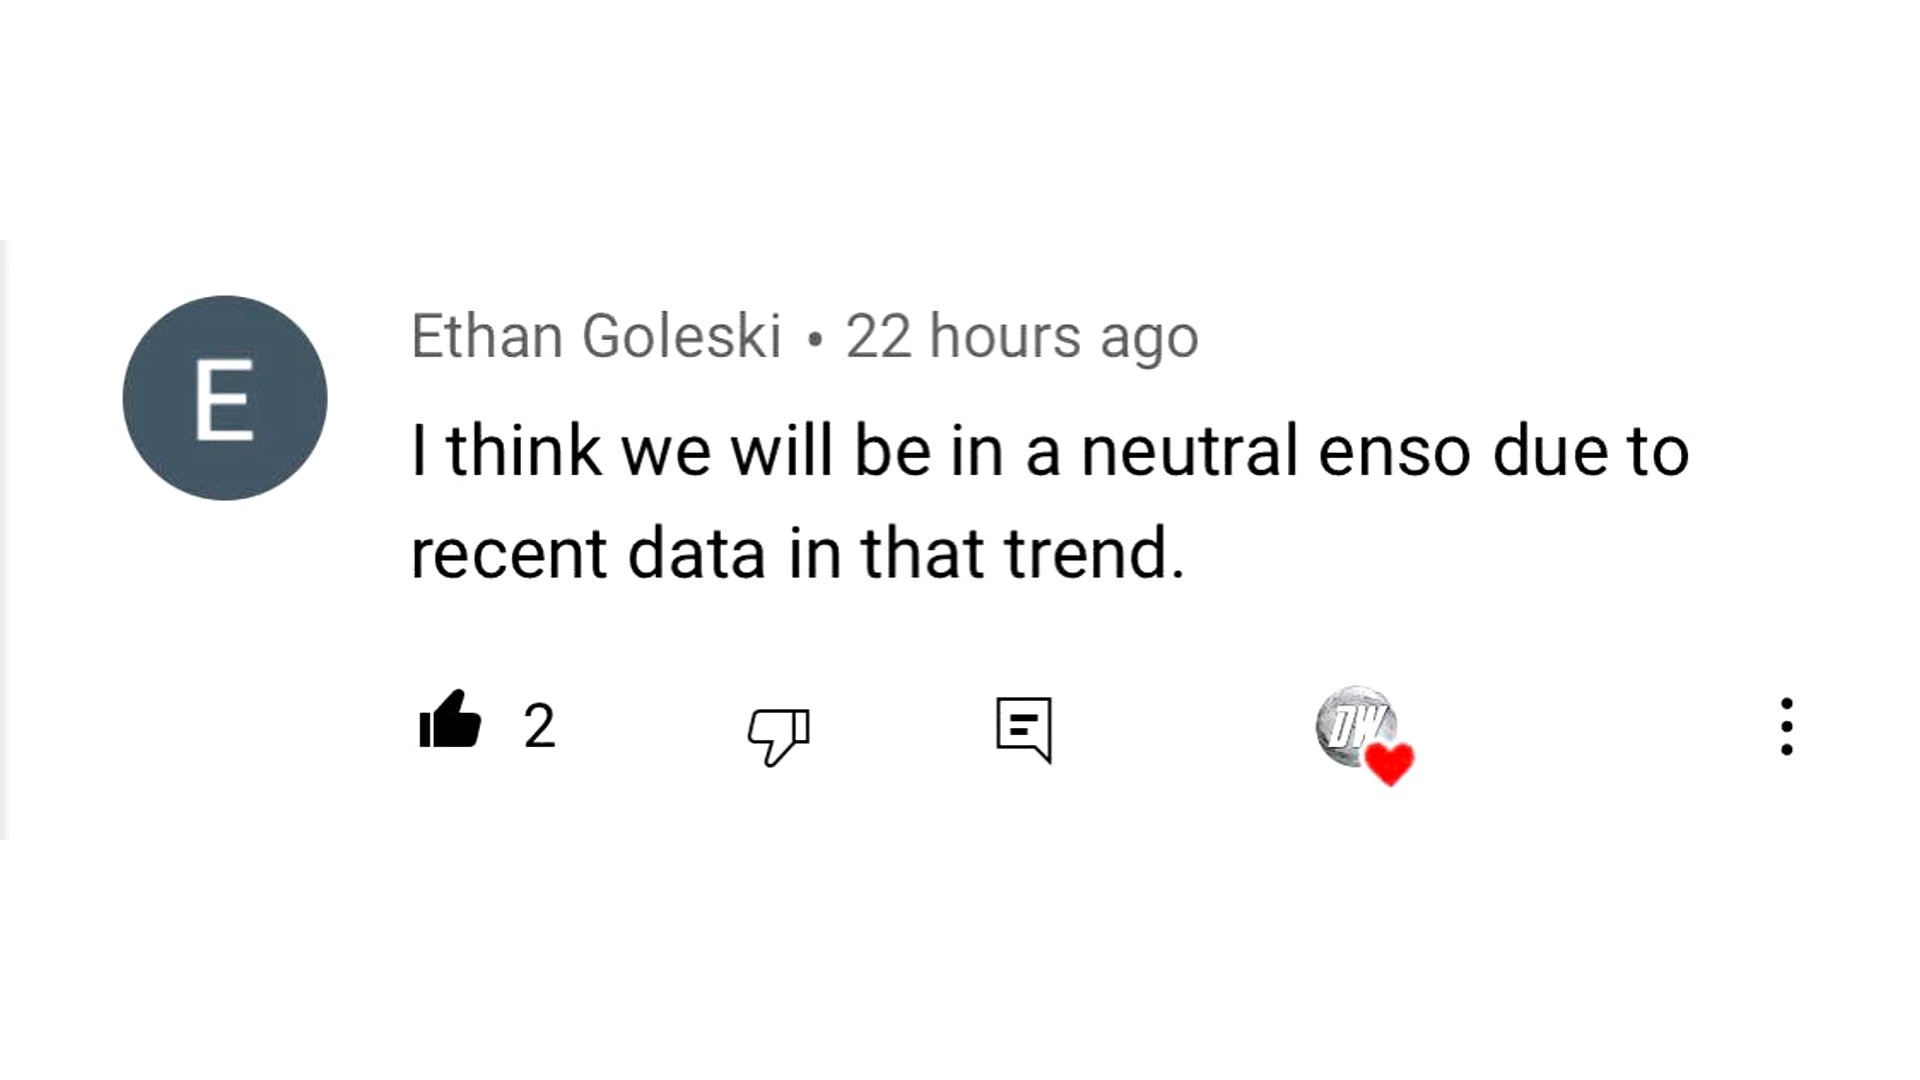 E
Ethan Goleski • 22 hours ago
I think we will be in a neutral enso due to
recent data in that trend.
2
DW